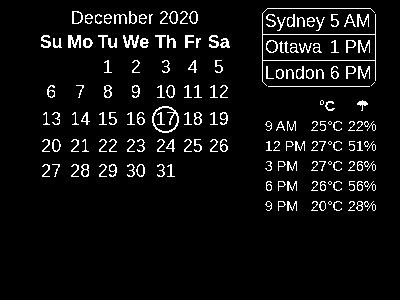 December 2020
Su Mo Tu We Th Fr Sa
1 2 3 4 5
6 7 8 9 10 11 12
13 14 15 16 17 18 19
20 21 22 23 24 25 26
27 28 29 30 31
Sydney 5 AM
Ottawa 1 PM
London 6 PM
°C ☂
9 AM 25°C 22%
12 PM 27°C 51%
3 PM 27°C 26%
6 PM 26°C 56%
9 PM 20°C 28%